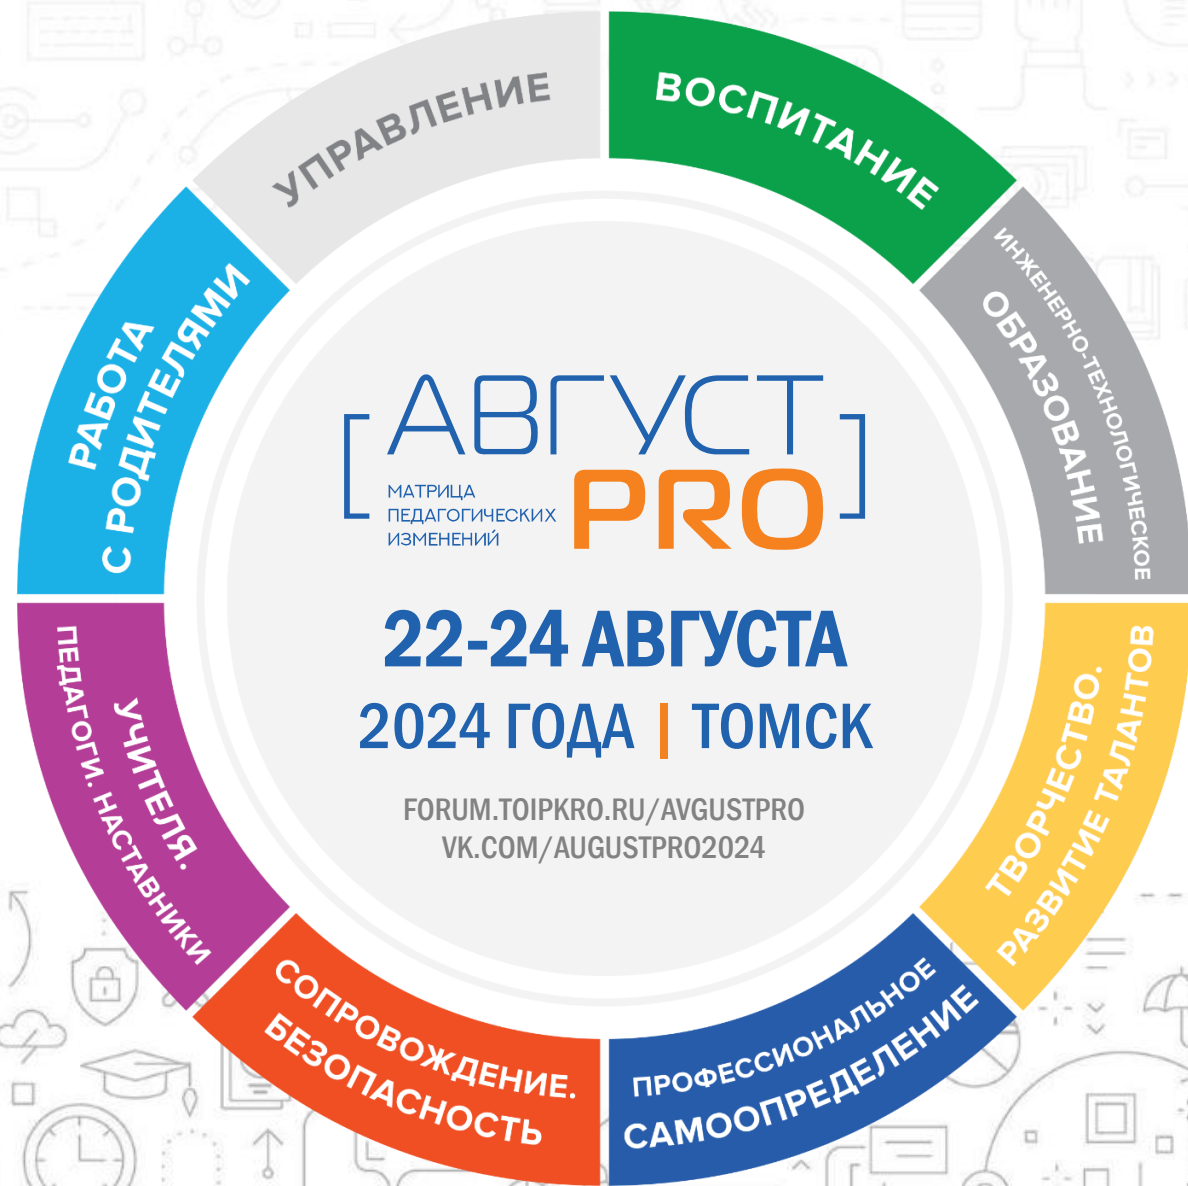 УПРАВЛЕНИЕ
ВОСПИТАНИЕ
ИНЖЕНЕРНО-ТЕХНОЛОГИЧЕСКОЕ
ОБРАЗОВАНИЕ
ТВОРЧЕСТВО.
РАЗВИТИЕ ТАЛАНТОВ
ПРОФЕССИОНАЛЬНОЕ
САМООПРЕДЕЛЕНИЕ
СОПРОВОЖДЕНИЕ.
БЕЗОПАСНОСТЬ
УЧИТЕЛЯ.
ПЕДАГОГИ. НАСТАВНИКИ
РАБОТА
С РОДИТЕЛЯМИ
[АВГУСТ
PRO]
МАТРИЦА
ПЕДАГОГИЧЕСКИХ
ИЗМЕНЕНИЙ
22-24 АВГУСТА
2024 ГОДА | ТОМСК
FORUM.TOIPKRO.RU/AVGUSTPRO
VK.COM/AUGUSTPRO2024